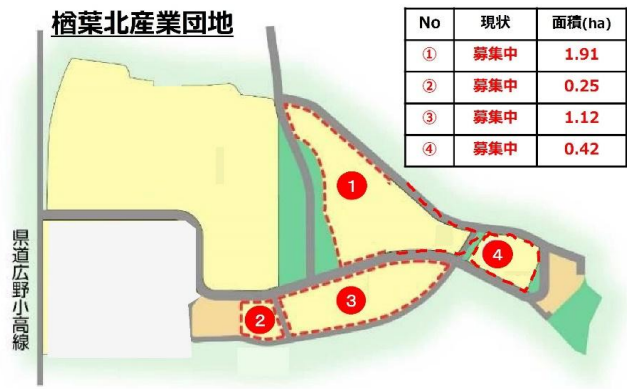 楢葉北産業団地
No 現状 面積(ha)
① 募集中 1.91
② 募集中 0.25
③ 募集中 1.12
④ 募集中 0.42
1
4
3
2
県道広野小高線